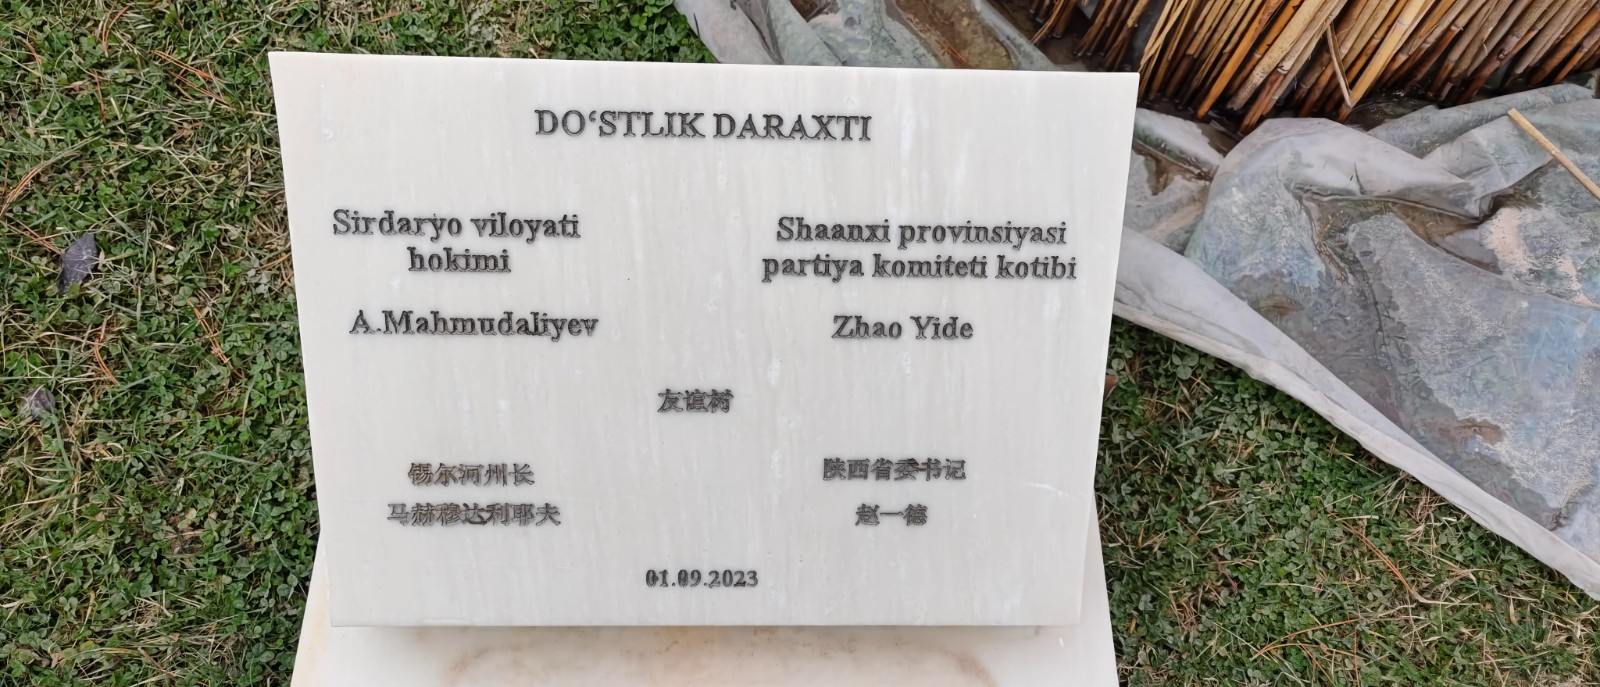 DO‘STLIK DARAXTI
Sirdaryo viloyati
hokimi
A.Mahmudaliyev
Shaanxi provinsiyasi
partiya komiteti kotibi
Zhao Yide
友谊树
锡尔河州长
马赫穆达利耶夫
陕西省委书记
赵一德
01.09.2023